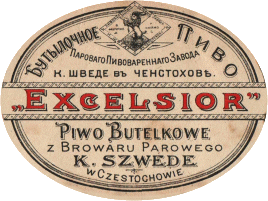 Бутылочное Пиво
Пароваго Пивовареннаго Завода
К. Шведе въ Ченстоховѣ.
„Excelsior"
Piwo Butelkowe
z Browaru Parowego
K. Szwede
w Częstochowie